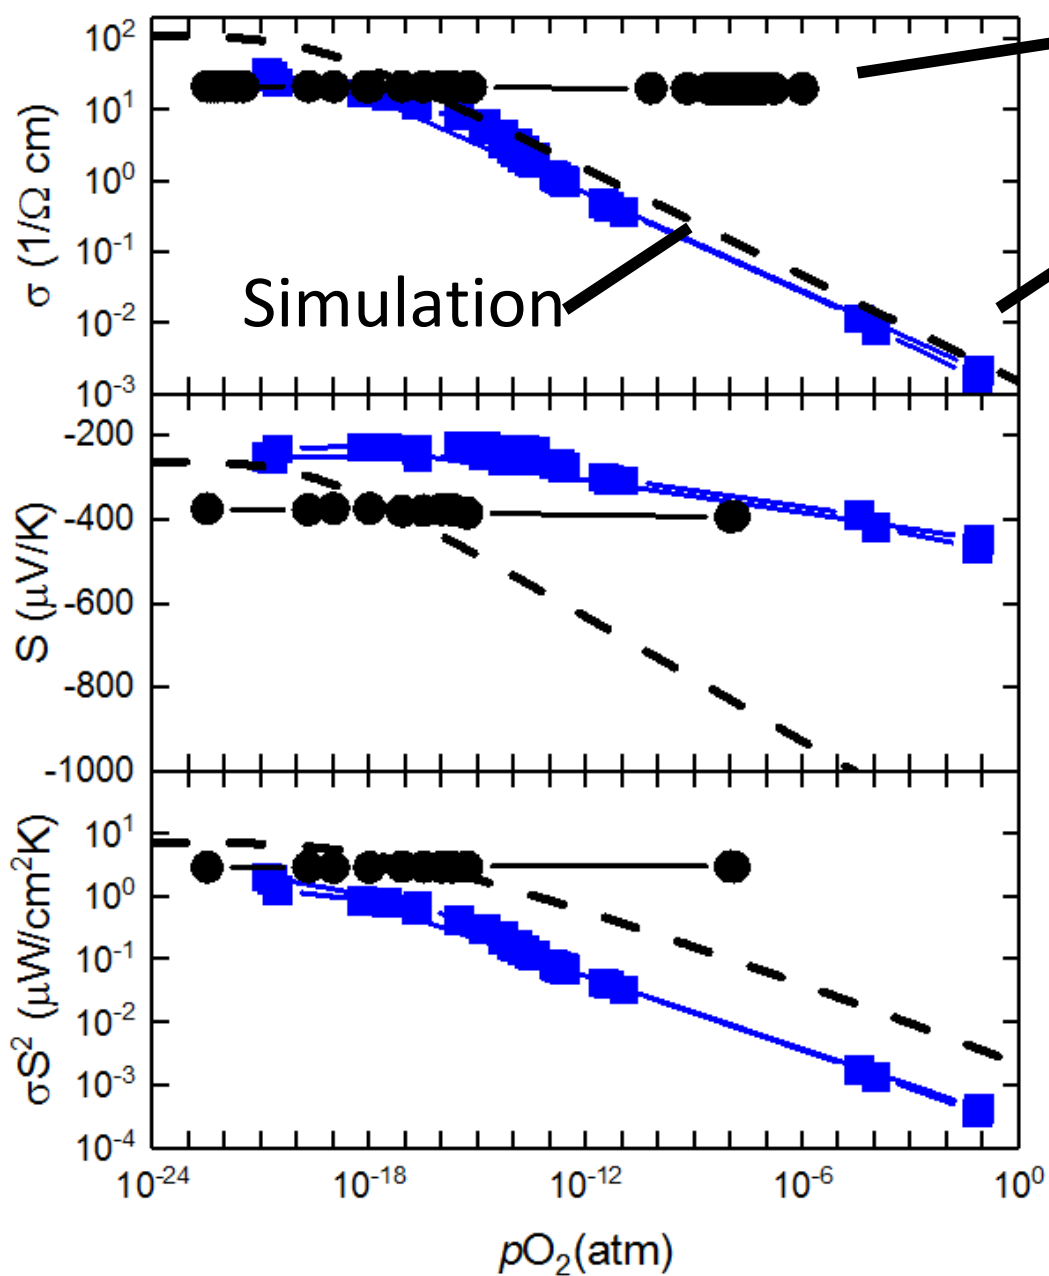 10²
10¹
10⁰
10⁻¹
10⁻²
10⁻³
σ (1/Ω cm)
Simulation
-200
-400
-600
-800
-1000
S (μV/K)
10¹
10⁰
10⁻¹
10⁻²
10⁻³
10⁻⁴
σS² (μW/cm²K)
10⁻²⁴ 10⁻¹⁸ 10⁻¹² 10⁻⁶ 10⁰
pO₂(atm)